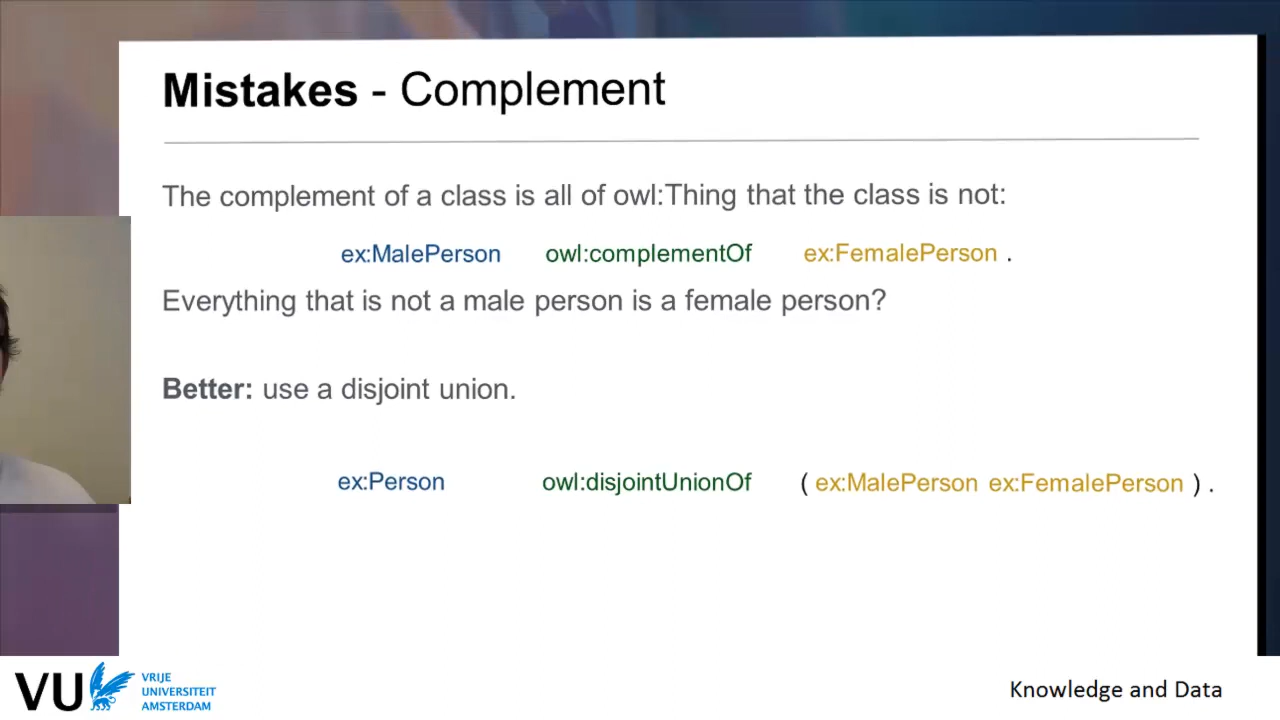 Mistakes - Complement
The complement of a class is all of owl:Thing that the class is not:
ex:MalePerson owl:complementOf ex:FemalePerson .
Everything that is not a male person is a female person?
Better: use a disjoint union.
ex:Person owl:disjointUnionOf ( ex:MalePerson ex:FemalePerson ) .
VU
VRIJE
UNIVERSITEIT
AMSTERDAM
Knowledge and Data